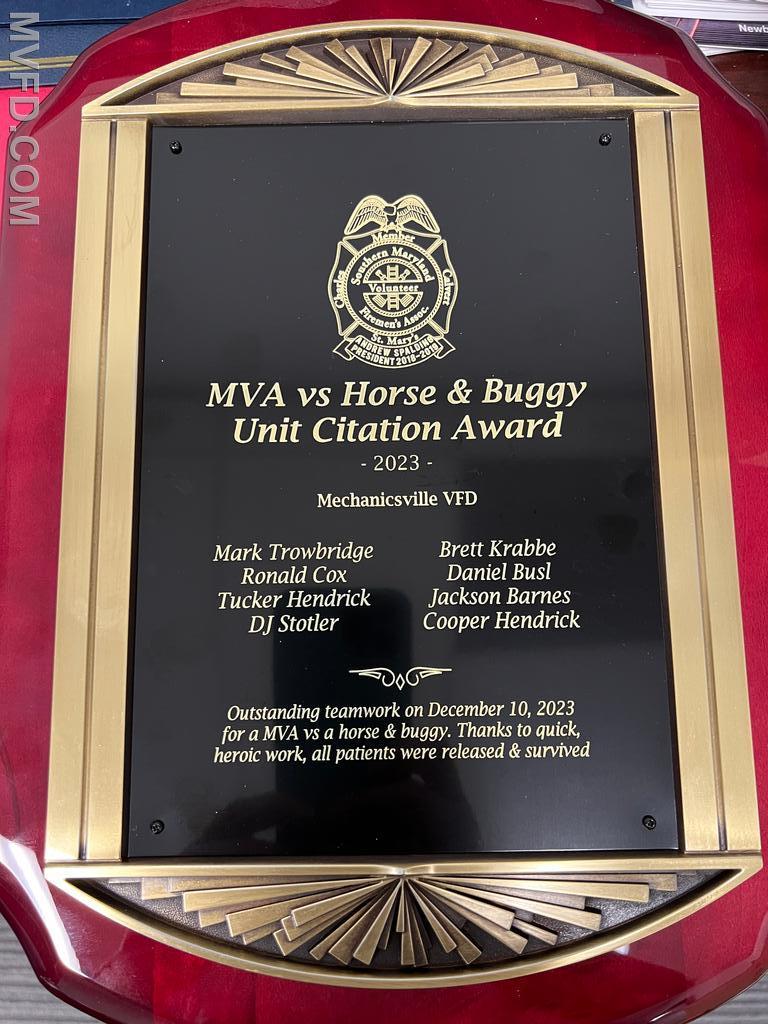 MVFD.COM
Newb
Member
Southern Maryland
Charles
Calvert
Volunteer
Firemen's Assoc.
St. Mary's
ANDREW SPALDING
PRESIDENT 2018-2019
MVA vs Horse & Buggy
Unit Citation Award
- 2023 -
Mechanicsville VFD
Mark Trowbridge
Ronald Cox
Tucker Hendrick
DJ Stotler
Brett Krabbe
Daniel Busl
Jackson Barnes
Cooper Hendrick
Outstanding teamwork on December 10, 2023
for a MVA vs a horse & buggy. Thanks to quick,
heroic work, all patients were released & survived